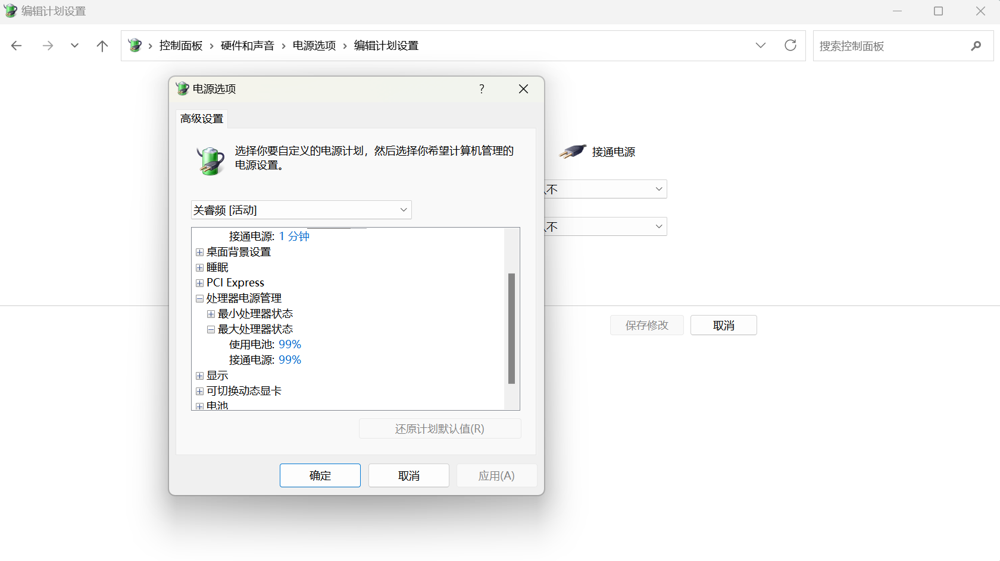 编辑计划设置
控制面板 › 硬件和声音 › 电源选项 › 编辑计划设置
搜索控制面板
电源选项
高级设置
选择你要自定义的电源计划，然后选择你希望计算机管理的
电源设置。
接通电源
不
关睿频 [活动]
不
接通电源: 1 分钟
桌面背景设置
睡眠
PCI Express
处理器电源管理
最小处理器状态
最大处理器状态
使用电池: 99%
接通电源: 99%
显示
可切换动态显卡
电池
保存修改
取消
还原计划默认值(R)
确定
取消
应用(A)